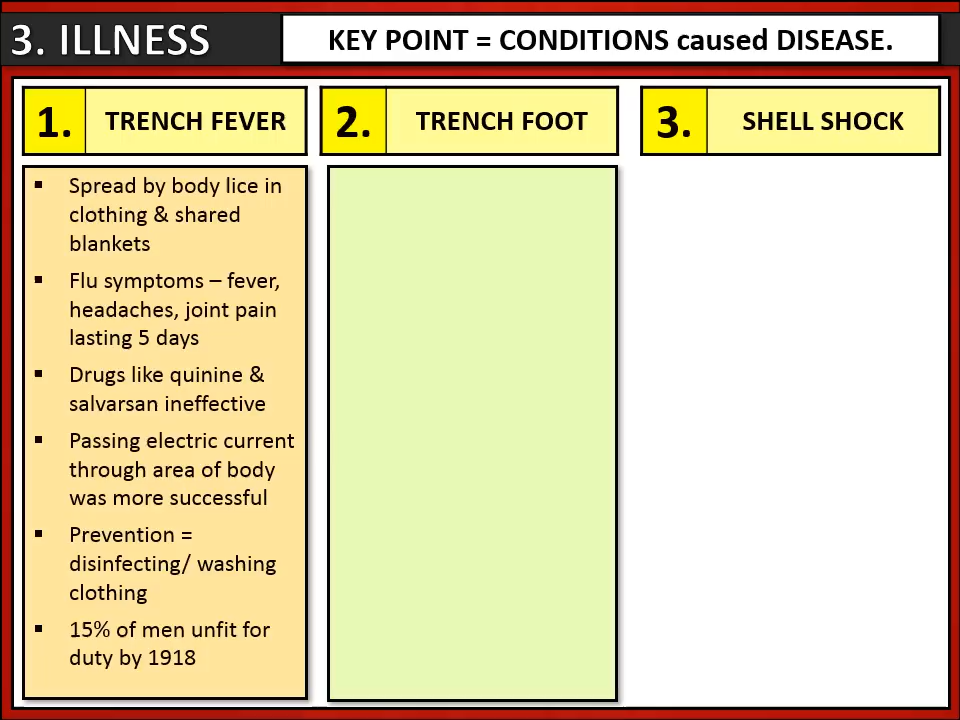 3. ILLNESS
KEY POINT = CONDITIONS caused DISEASE.
1.
TRENCH FEVER
2.
TRENCH FOOT
3.
SHELL SHOCK
▪ Spread by body lice in
clothing & shared
blankets
▪ Flu symptoms – fever,
headaches, joint pain
lasting 5 days
▪ Drugs like quinine &
salvarsan ineffective
▪ Passing electric current
through area of body
was more successful
▪ Prevention =
disinfecting/ washing
clothing
▪ 15% of men unfit for
duty by 1918